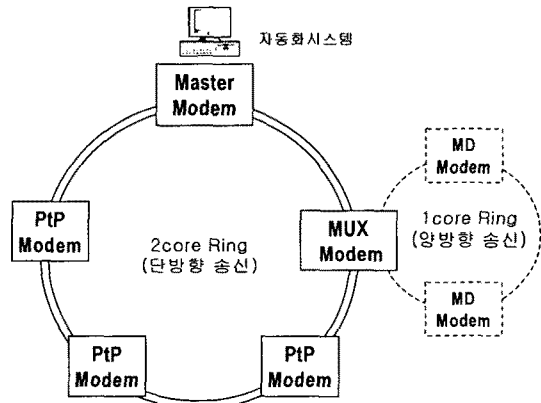 자동화시스템
Master
Modem
MD
Modem
PtP
Modem
2core Ring
(단방향 송신)
MUX
Modem
1core Ring
(양방향 송신)
MD
Modem
PtP
Modem
PtP
Modem